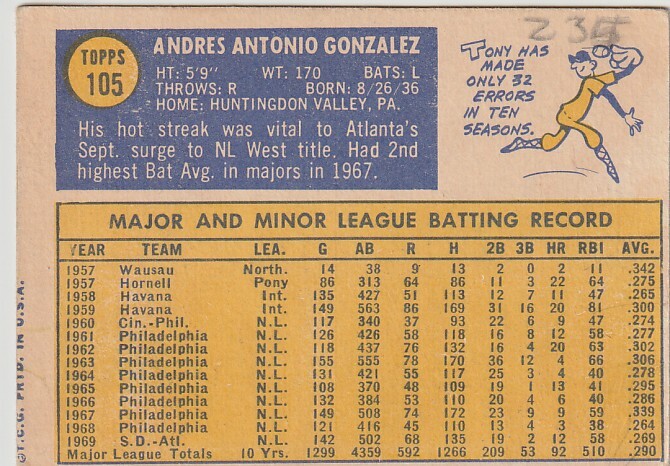 235
TOPPS
105
ANDRES ANTONIO GONZALEZ
HT: 5'9" WT: 170 BATS: L
THROWS: R BORN: 8/26/36
HOME: HUNTINGDON VALLEY, PA.
His hot streak was vital to Atlanta's
Sept. surge to NL West title. Had 2nd
highest Bat Avg. in majors in 1967.
TONY HAS
MADE
ONLY 32
ERRORS
IN TEN
SEASONS.
MAJOR AND MINOR LEAGUE BATTING RECORD
YEAR TEAM LEA. G AB R H 2B 3B HR RBI AVG.
1957 Wausau North. 14 38 9 13 2 0 2 11 .342
1957 Hornell Pony 86 313 64 86 11 3 22 64 .275
1958 Havana Int. 135 427 51 113 12 7 11 47 .265
1959 Havana Int. 149 563 86 169 31 16 20 81 .300
1960 Cin.-Phil. N.L. 117 340 37 93 22 6 9 47 .274
1961 Philadelphia N.L. 126 426 58 118 16 8 12 58 .277
1962 Philadelphia N.L. 118 437 76 132 16 4 20 63 .302
1963 Philadelphia N.L. 155 555 78 170 36 12 4 66 .306
1964 Philadelphia N.L. 131 421 55 117 25 3 4 40 .278
1965 Philadelphia N.L. 108 370 48 109 19 1 13 41 .295
1966 Philadelphia N.L. 132 384 53 110 20 4 6 40 .286
1967 Philadelphia N.L. 149 508 74 172 23 9 9 59 .339
1968 Philadelphia N.L. 121 416 45 110 13 4 3 38 .264
1969 S.D.-Atl. N.L. 142 502 68 135 19 2 12 58 .269
Major League Totals 10 Yrs. 1299 4359 592 1266 209 53 92 510 .290
©T.C.G. PRTD. IN U.S.A.